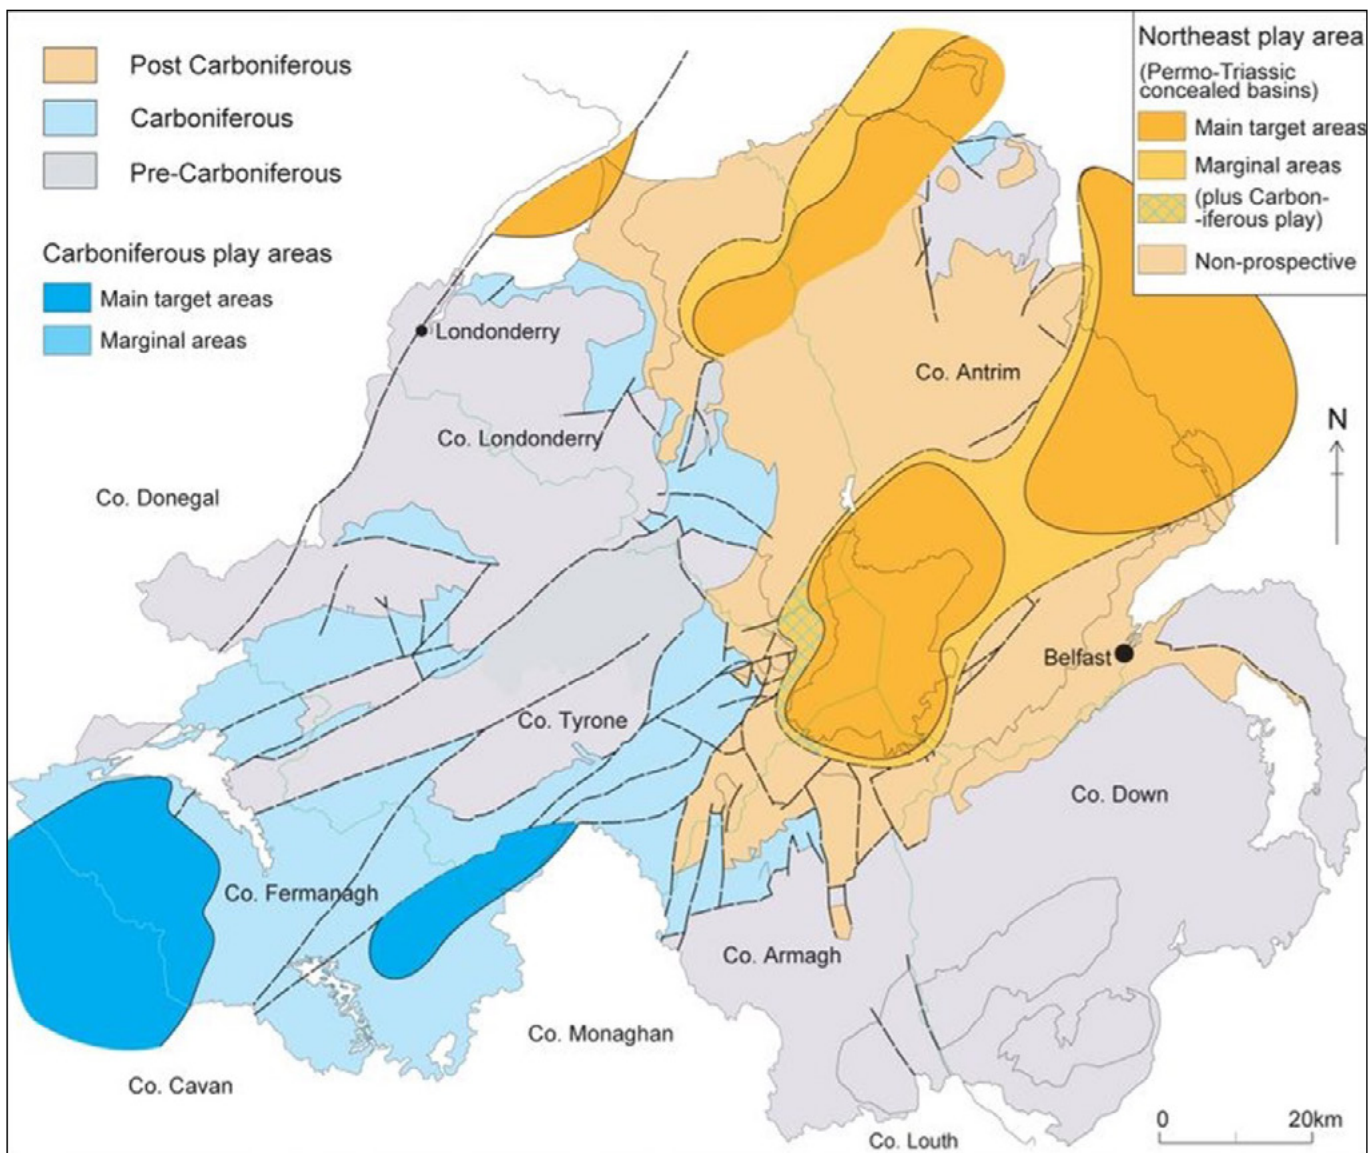 Post Carboniferous
Carboniferous
Pre-Carboniferous
Carboniferous play areas
Main target areas
Marginal areas
Northeast play area
(Permo-Triassic
concealed basins)
Main target areas
Marginal areas
(plus Carbon-
-iferous play)
Non-prospective
Londonderry
Co. Antrim
N
Co. Londonderry
Co. Donegal
Belfast
Co. Tyrone
Co. Down
Co. Fermanagh
Co. Armagh
Co. Monaghan
Co. Cavan
0 20km
Co. Louth